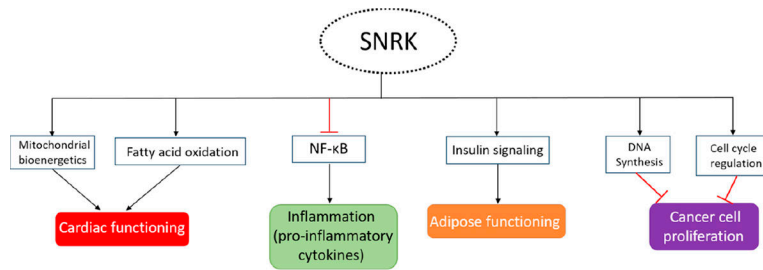 SNRK
Mitochondrial
bioenergetics
Fatty acid oxidation
NF-κB
Insulin signaling
DNA
Synthesis
Cell cycle
regulation
Cardiac functioning
Inflammation
(pro-inflammatory
cytokines)
Adipose functioning
Cancer cell
proliferation